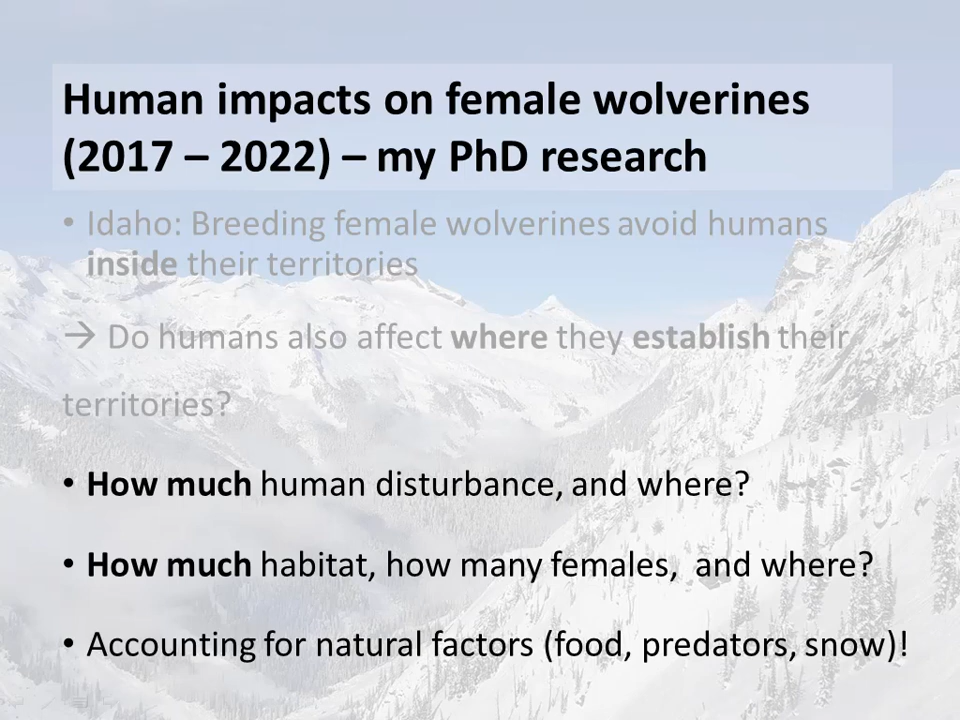 Human impacts on female wolverines
(2017 – 2022) – my PhD research
• Idaho: Breeding female wolverines avoid humans
inside their territories
→ Do humans also affect where they establish their
territories?
• How much human disturbance, and where?
• How much habitat, how many females,  and where?
• Accounting for natural factors (food, predators, snow)!